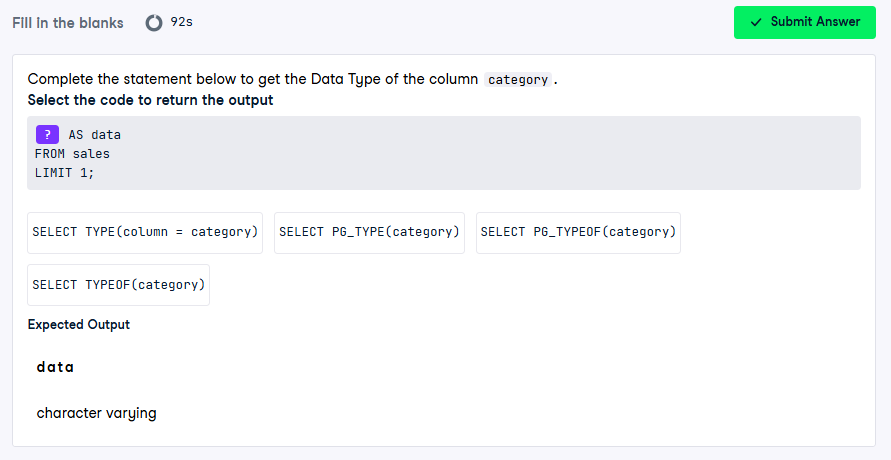 Fill in the blanks
92s
Submit Answer
Complete the statement below to get the Data Type of the column category.
Select the code to return the output
? AS data
FROM sales
LIMIT 1;
SELECT TYPE(column = category)
SELECT PG_TYPE(category)
SELECT PG_TYPEOF(category)
SELECT TYPEOF(category)
Expected Output
data
character varying